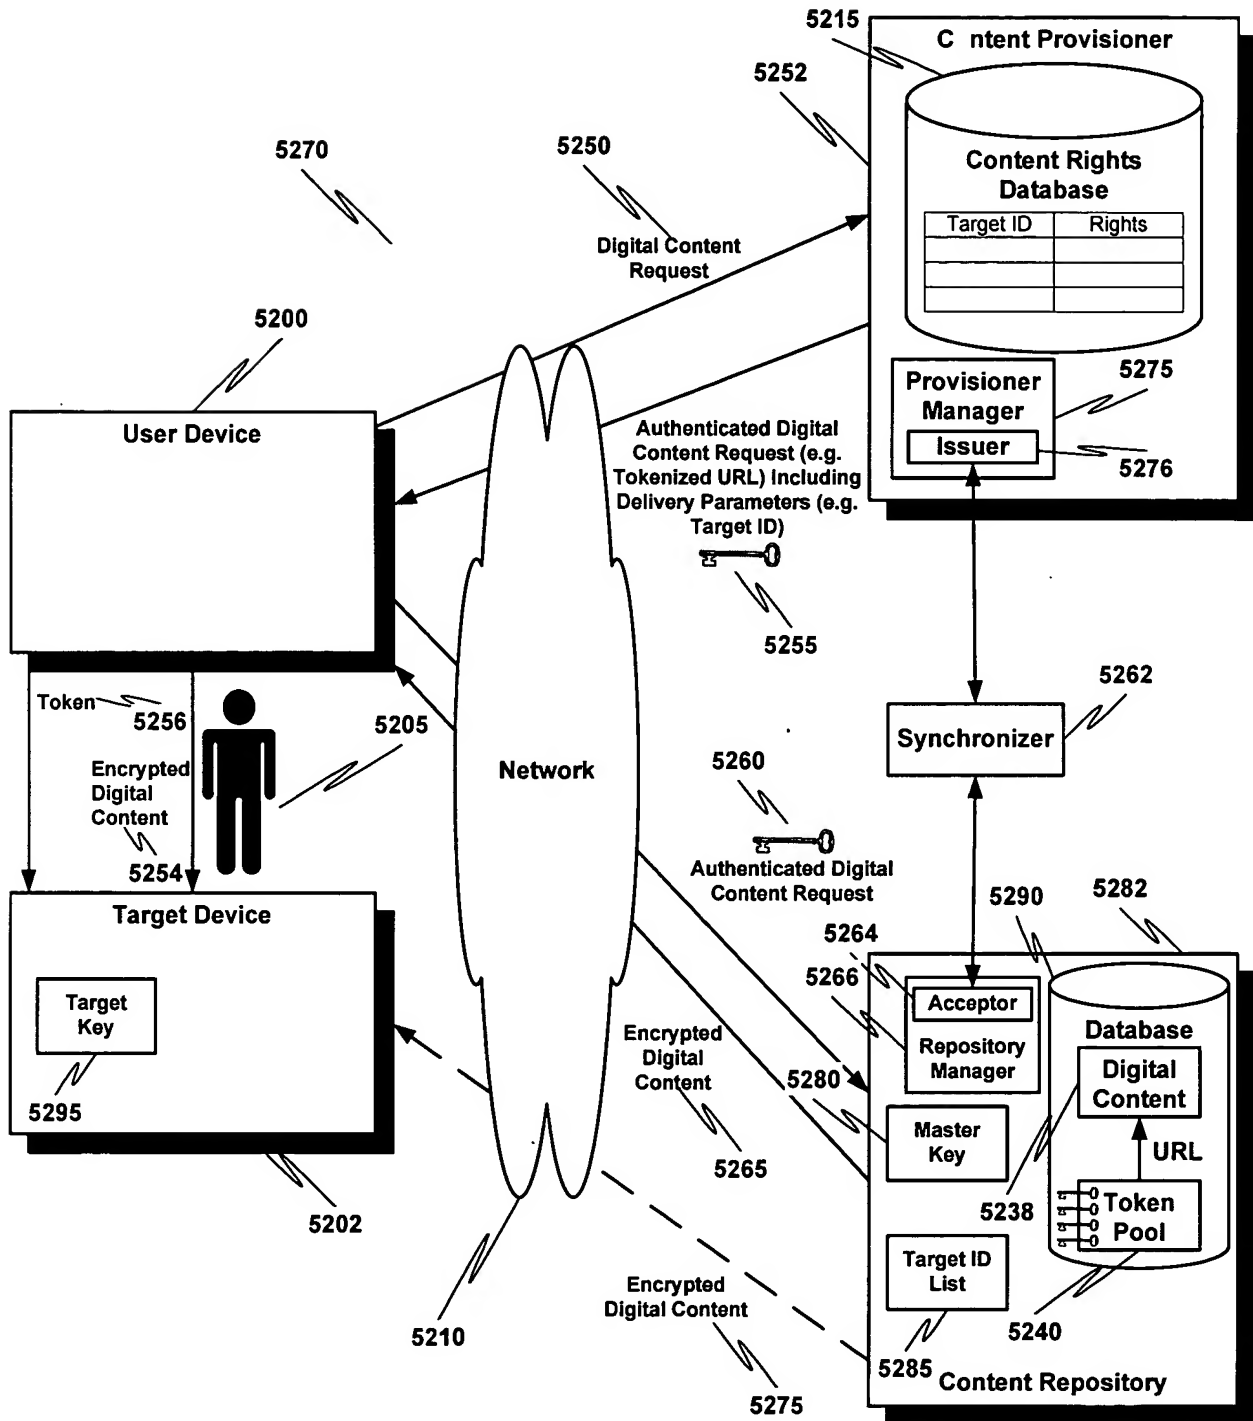 5215
C ntent Provisioner
5252
5270
5250
Content Rights
Database
Target ID
Rights
Digital Content
Request
5200
Provisioner
Manager
5275
Issuer
5276
User Device
Authenticated Digital
Content Request (e.g.
Tokenized URL) Including
Delivery Parameters (e.g.
Target ID)
5255
Token
5256
5205
5262
Synchronizer
Encrypted
Digital
Content
5254
Network
5260
Authenticated Digital
Content Request
Target Device
5290
5282
5264
5266
Acceptor
Repository
Manager
Database
Target
Key
5295
Encrypted
Digital
Content
5265
5280
Digital
Content
Master
Key
URL
5238
Token
Pool
5202
Target ID
List
Encrypted
Digital Content
5210
5240
5285
5275
Content Repository